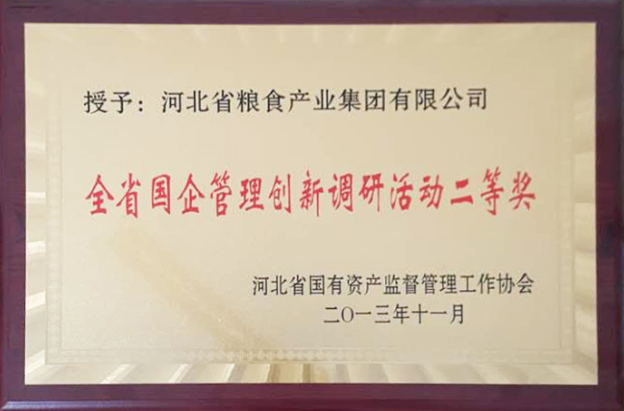 授予：河北省粮食产业集团有限公司
全省国企管理创新调研活动二等奖
河北省国有资产监督管理工作协会
二〇一三年十一月